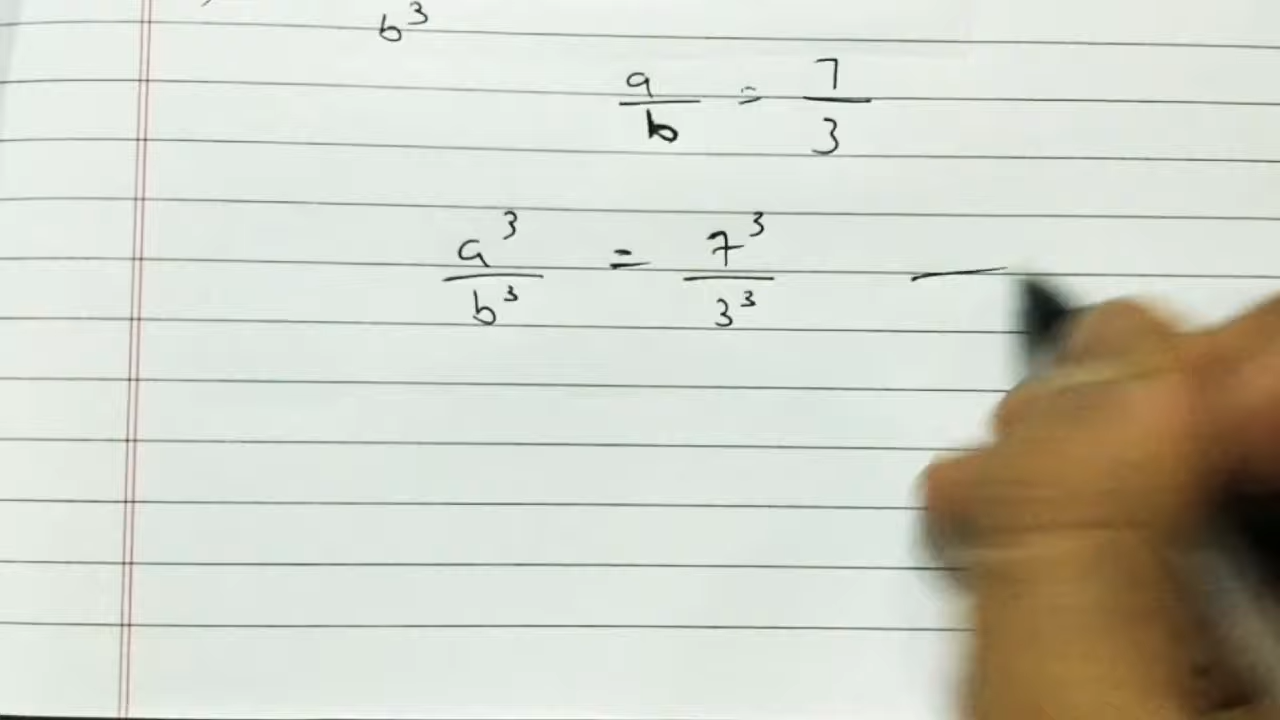 b³
a/b = 7/3
a³/b³ = 7³/3³